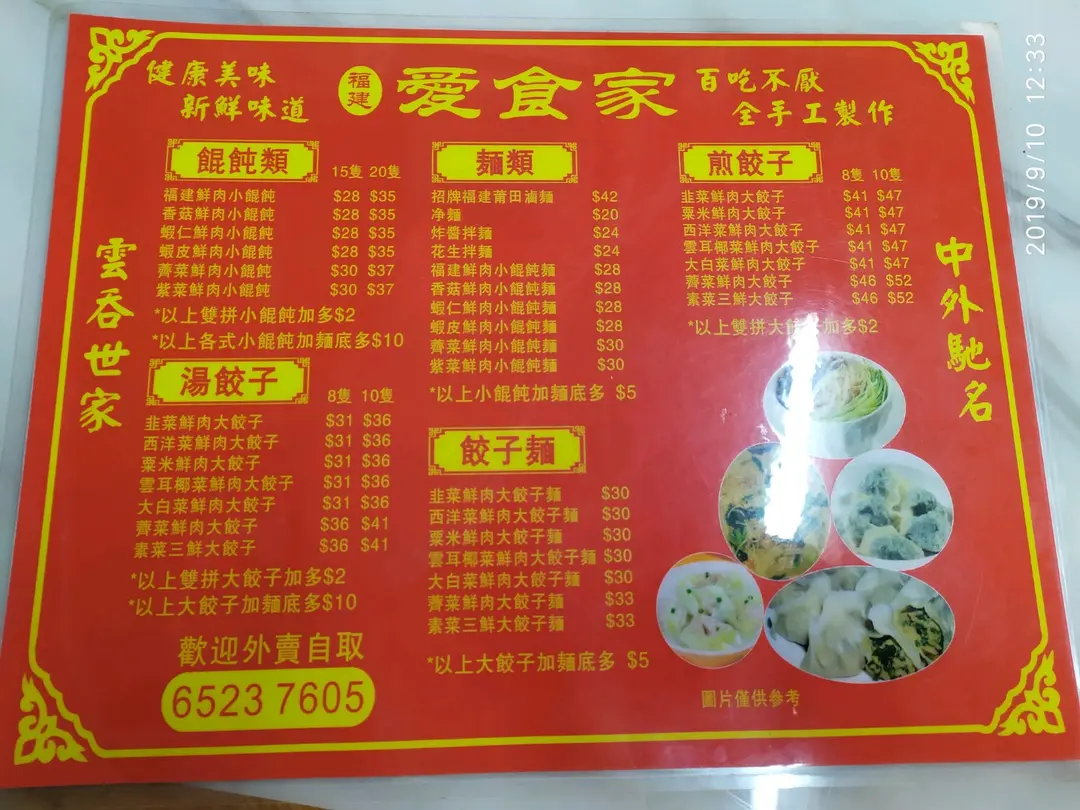 健康美味
新鮮味道
福建
愛食家
百吃不厭
全手工製作
雲吞世家
中外馳名
餛飩類 15隻 20隻
福建鮮肉小餛飩 $28 $35
香菇鮮肉小餛飩 $28 $35
蝦仁鮮肉小餛飩 $28 $35
蝦皮鮮肉小餛飩 $28 $35
薺菜鮮肉小餛飩 $30 $37
紫菜鮮肉小餛飩 $30 $37
*以上雙拼小餛飩加多$2
*以上各式小餛飩加麵底多$10
湯餃子 8隻 10隻
韭菜鮮肉大餃子 $31 $36
西洋菜鮮肉大餃子 $31 $36
粟米鮮肉大餃子 $31 $36
雲耳椰菜鮮肉大餃子 $31 $36
大白菜鮮肉大餃子 $31 $36
薺菜鮮肉大餃子 $36 $41
素菜三鮮大餃子 $36 $41
*以上雙拼大餃子加多$2
*以上大餃子加麵底多$10
歡迎外賣自取
6523 7605
麵類
招牌福建莆田滷麵 $42
净麵 $20
炸醬拌麵 $24
花生拌麵 $24
福建鮮肉小餛飩麵 $28
香菇鮮肉小餛飩麵 $28
蝦仁鮮肉小餛飩麵 $28
蝦皮鮮肉小餛飩麵 $28
薺菜鮮肉小餛飩麵 $30
紫菜鮮肉小餛飩麵 $30
*以上小餛飩加麵底多 $5
餃子麵
韭菜鮮肉大餃子麵 $30
西洋菜鮮肉大餃子麵 $30
粟米鮮肉大餃子麵 $30
雲耳椰菜鮮肉大餃子麵 $30
大白菜鮮肉大餃子麵 $30
薺菜鮮肉大餃子麵 $33
素菜三鮮大餃子麵 $33
*以上大餃子加麵底多 $5
煎餃子 8隻 10隻
韭菜鮮肉大餃子 $41 $47
粟米鮮肉大餃子 $41 $47
西洋菜鮮肉大餃子 $41 $47
雲耳椰菜鮮肉大餃子 $41 $47
大白菜鮮肉大餃子 $41 $47
薺菜鮮肉大餃子 $46 $52
素菜三鮮大餃子 $46 $52
*以上雙拼大餃子加多$2
圖片僅供參考
2019/9/10 12:33